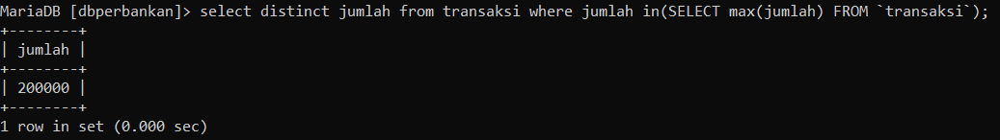 MariaDB [dbperbankan]> select distinct jumlah from transaksi where jumlah in(SELECT max(jumlah) FROM `transaksi`);
+--------+
| jumlah |
+--------+
| 200000 |
+--------+
1 row in set (0.000 sec)